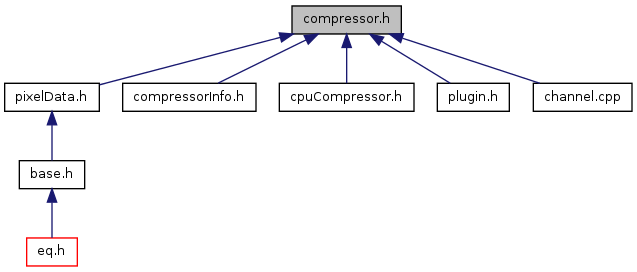 compressor.h
pixelData.h
compressorInfo.h
cpuCompressor.h
plugin.h
channel.cpp
base.h
eq.h